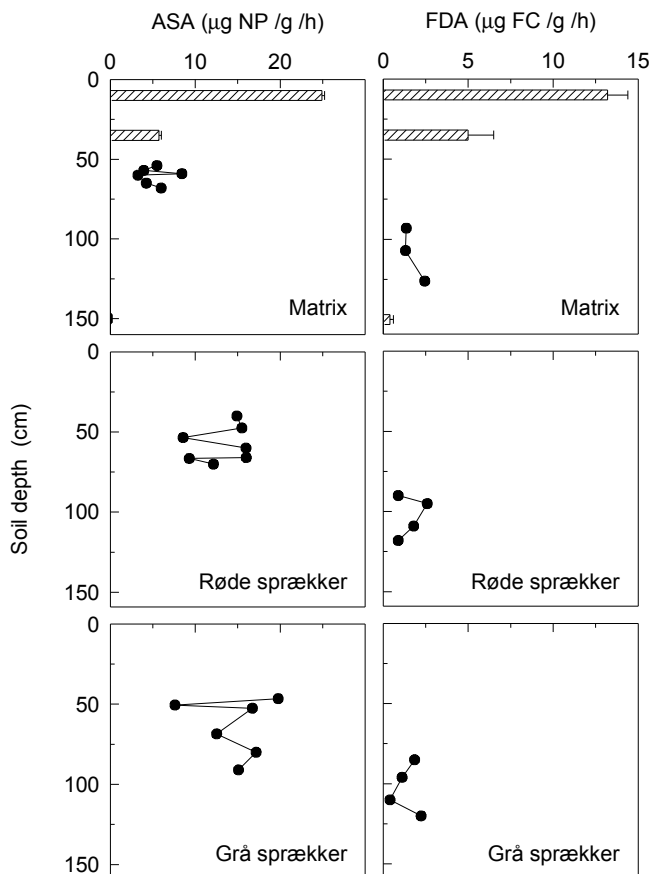 ASA (μg NP /g /h) FDA (μg FC /g /h)
0 10 20 0 5 10 15
0
50
100
150
Matrix Matrix
0
50
100
150
Røde sprækker Røde sprækker
0
50
100
150
Grå sprækker Grå sprækker
Soil depth (cm)